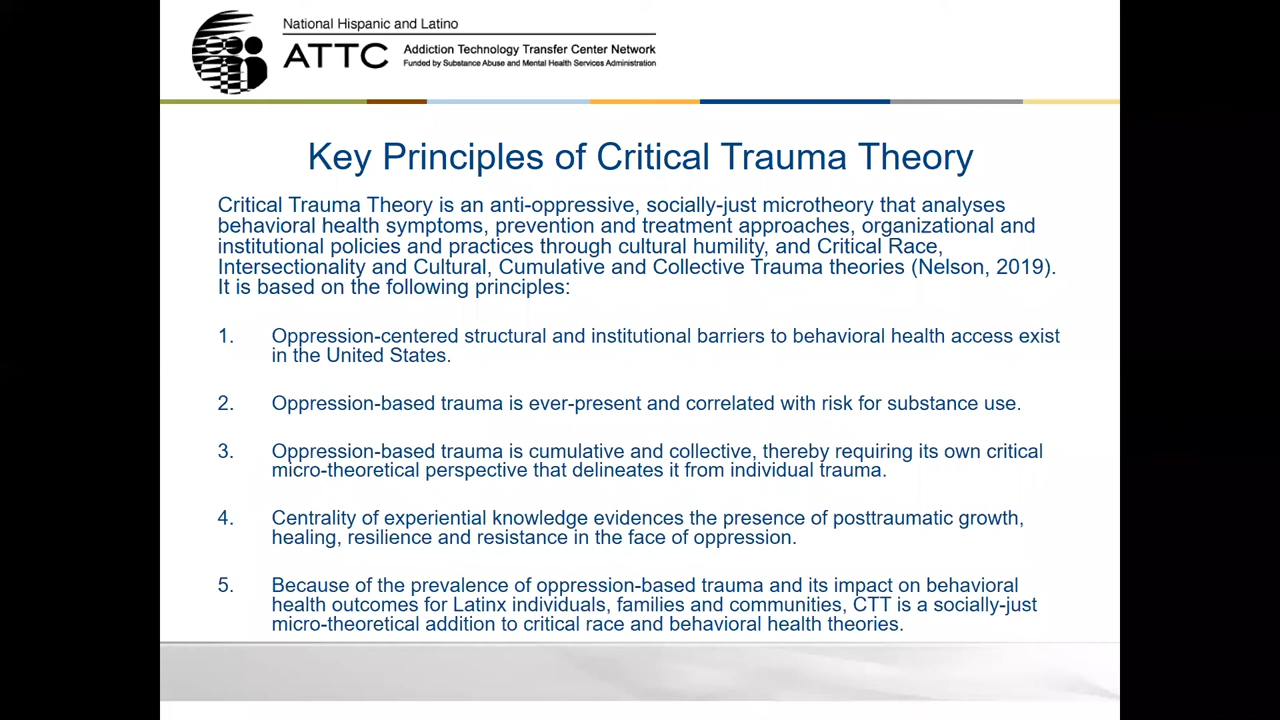 National Hispanic and Latino
ATTC
Addiction Technology Transfer Center Network
Funded by Substance Abuse and Mental Health Services Administration
Key Principles of Critical Trauma Theory
Critical Trauma Theory is an anti-oppressive, socially-just microtheory that analyses
behavioral health symptoms, prevention and treatment approaches, organizational and
institutional policies and practices through cultural humility, and Critical Race,
Intersectionality and Cultural, Cumulative and Collective Trauma theories (Nelson, 2019).
It is based on the following principles:
1. Oppression-centered structural and institutional barriers to behavioral health access exist
in the United States.
2. Oppression-based trauma is ever-present and correlated with risk for substance use.
3. Oppression-based trauma is cumulative and collective, thereby requiring its own critical
micro-theoretical perspective that delineates it from individual trauma.
4. Centrality of experiential knowledge evidences the presence of posttraumatic growth,
healing, resilience and resistance in the face of oppression.
5. Because of the prevalence of oppression-based trauma and its impact on behavioral
health outcomes for Latinx individuals, families and communities, CTT is a socially-just
micro-theoretical addition to critical race and behavioral health theories.